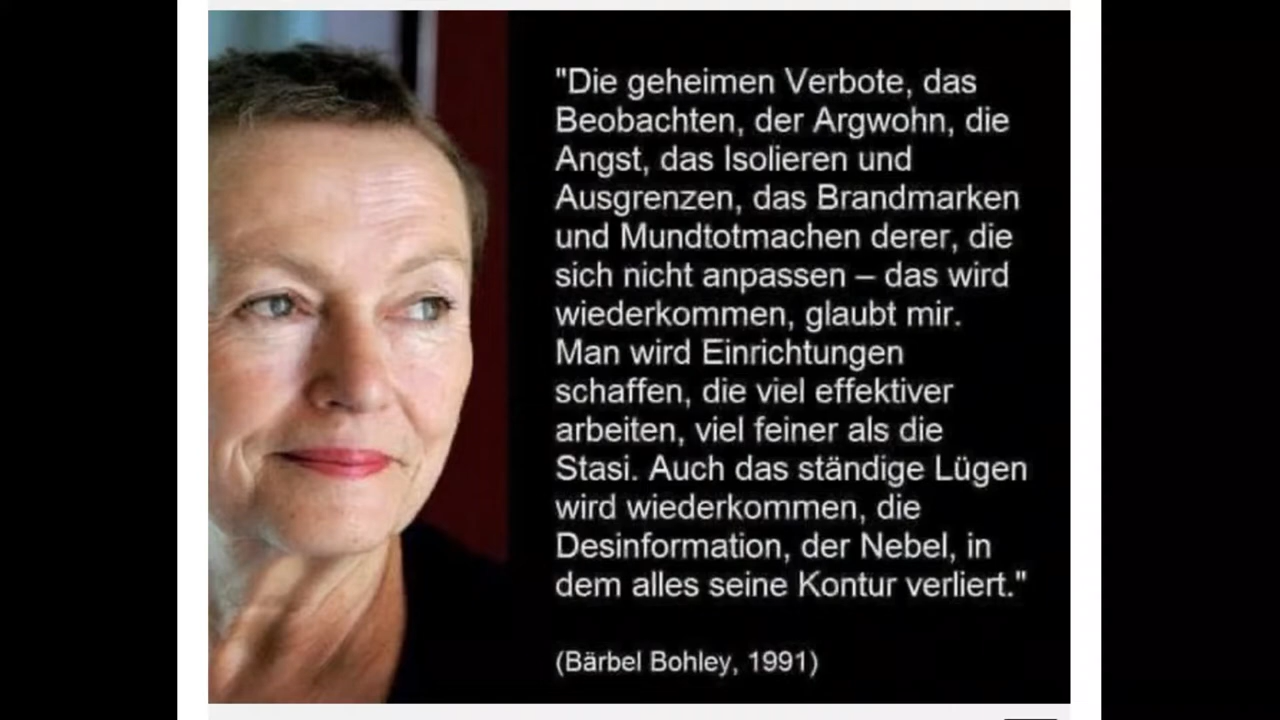 "Die geheimen Verbote, das
Beobachten, der Argwohn, die
Angst, das Isolieren und
Ausgrenzen, das Brandmarken
und Mundtotmachen derer, die
sich nicht anpassen – das wird
wiederkommen, glaubt mir.
Man wird Einrichtungen
schaffen, die viel effektiver
arbeiten, viel feiner als die
Stasi. Auch das ständige Lügen
wird wiederkommen, die
Desinformation, der Nebel, in
dem alles seine Kontur verliert."
(Bärbel Bohley, 1991)